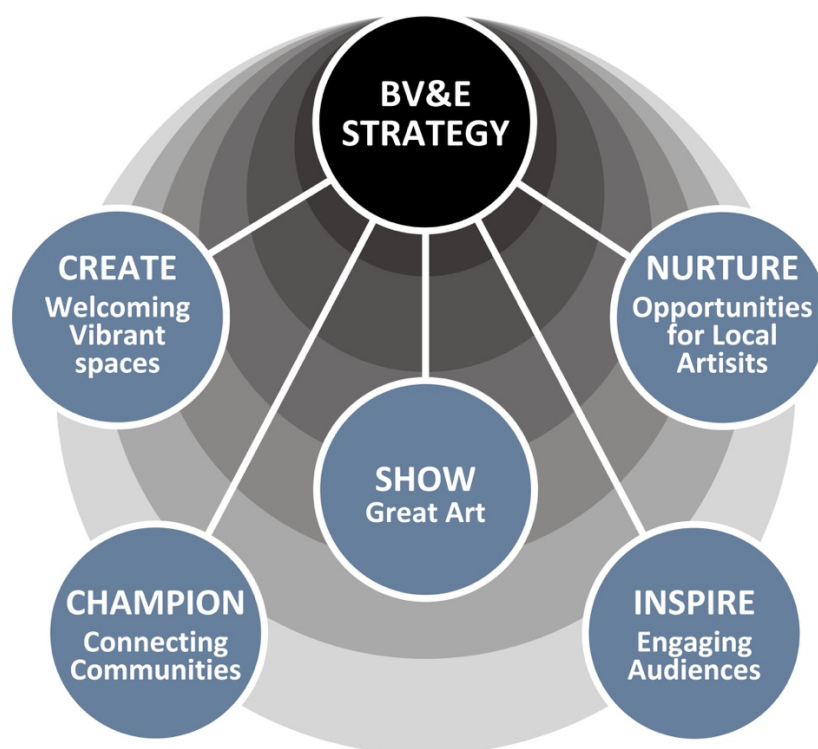 BV&E
STRATEGY
CREATE
Welcoming
Vibrant
spaces
NURTURE
Opportunities
for Local
Artisits
SHOW
Great Art
CHAMPION
Connecting
Communities
INSPIRE
Engaging
Audiences